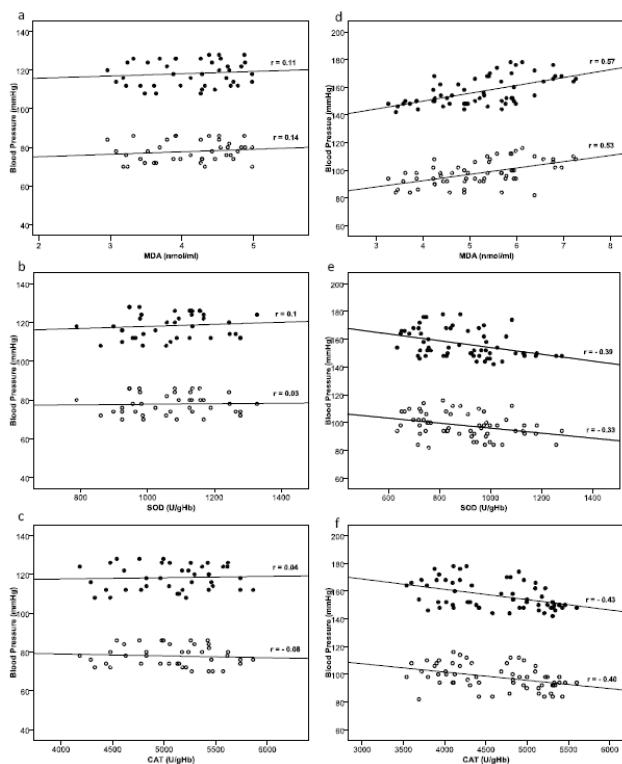 a
120
100
80
60
40
Blood Pressure (mmHg)
r = 0.11
r = 0.14
2 3 4 5
MDA (nmol/ml)
d
200
180
160
140
120
100
80
60
Blood Pressure (mmHg)
r = 0.57
r = 0.53
2 3 4 5 6 7 8
MDA (nmol/ml)
b
140
120
100
80
60
40
Blood Pressure (mmHg)
r = 0.1
r = 0.03
800 1000 1200 1400
SOD (U/gHb)
e
200
180
160
140
120
100
80
60
Blood Pressure (mmHg)
r = - 0.39
r = - 0.33
400 600 800 1000 1200 1400
SOD (U/gHb)
c
140
120
100
80
60
40
Blood Pressure (mmHg)
r = 0.04
r = - 0.08
4000 4500 5000 5500 6000
CAT (U/gHb)
f
200
180
160
140
120
100
80
60
Blood Pressure (mmHg)
r = - 0.43
r = - 0.40
3000 3500 4000 4500 5000 5500 6000
CAT (U/gHb)